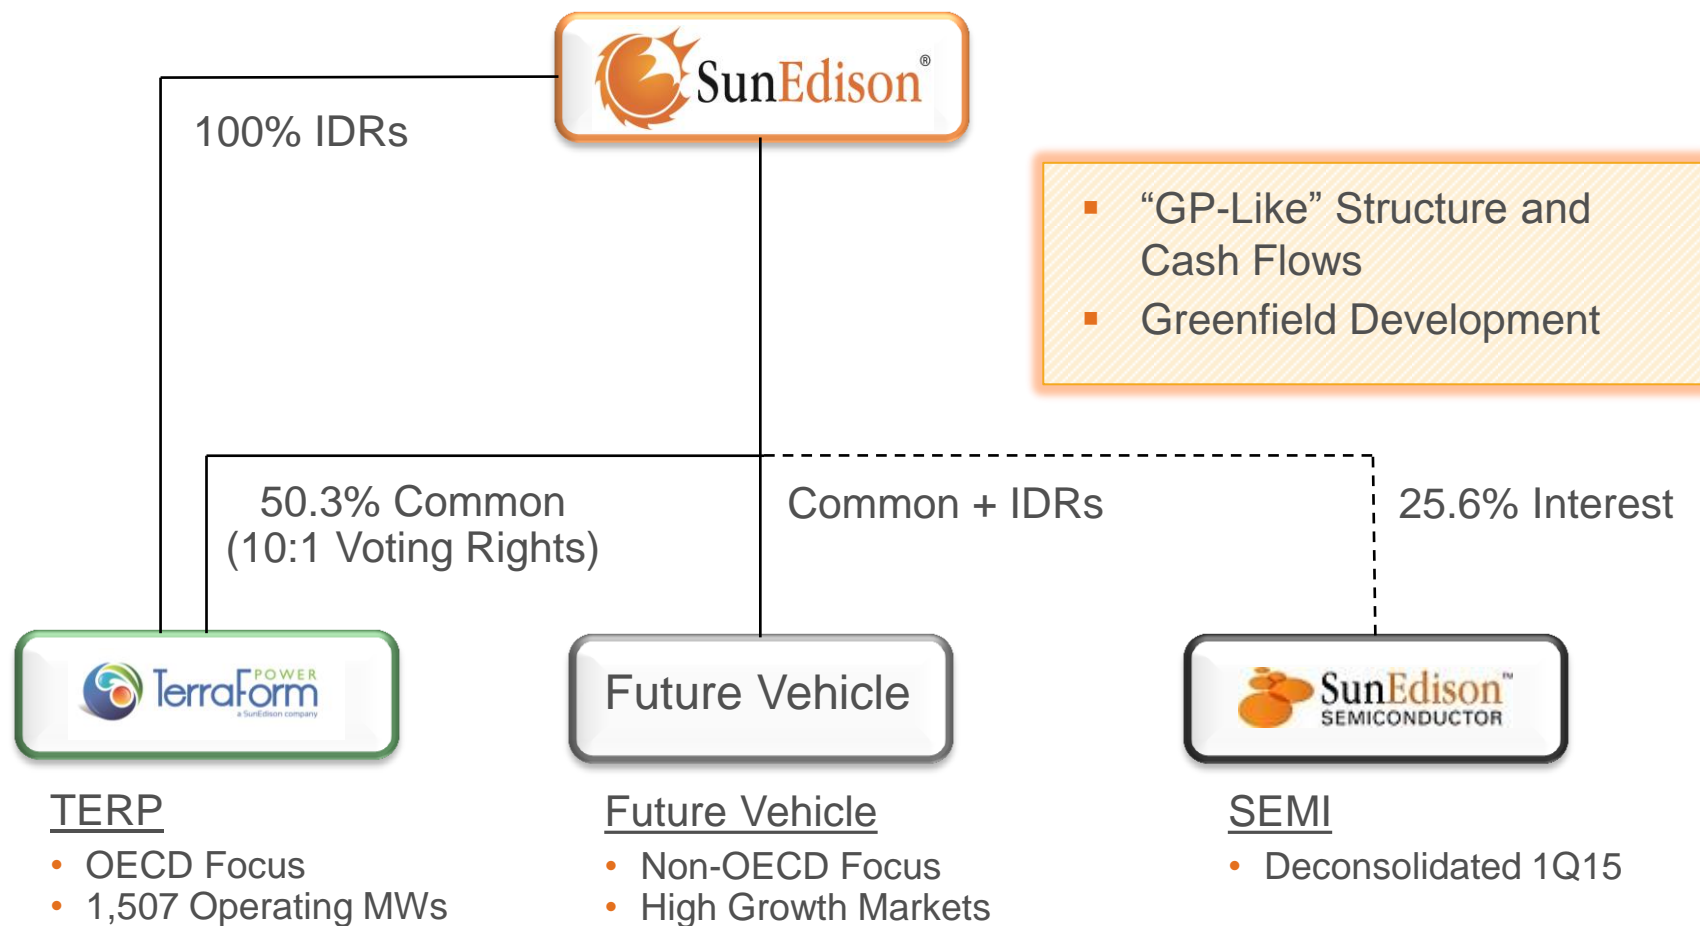 SunEdison®
100% IDRs
▪ “GP-Like” Structure and
Cash Flows
▪ Greenfield Development
50.3% Common
(10:1 Voting Rights)
Common + IDRs
25.6% Interest
TerraForm POWER
a SunEdison company
Future Vehicle
SunEdison™
SEMICONDUCTOR
TERP
• OECD Focus
• 1,507 Operating MWs
Future Vehicle
• Non-OECD Focus
• High Growth Markets
SEMI
• Deconsolidated 1Q15